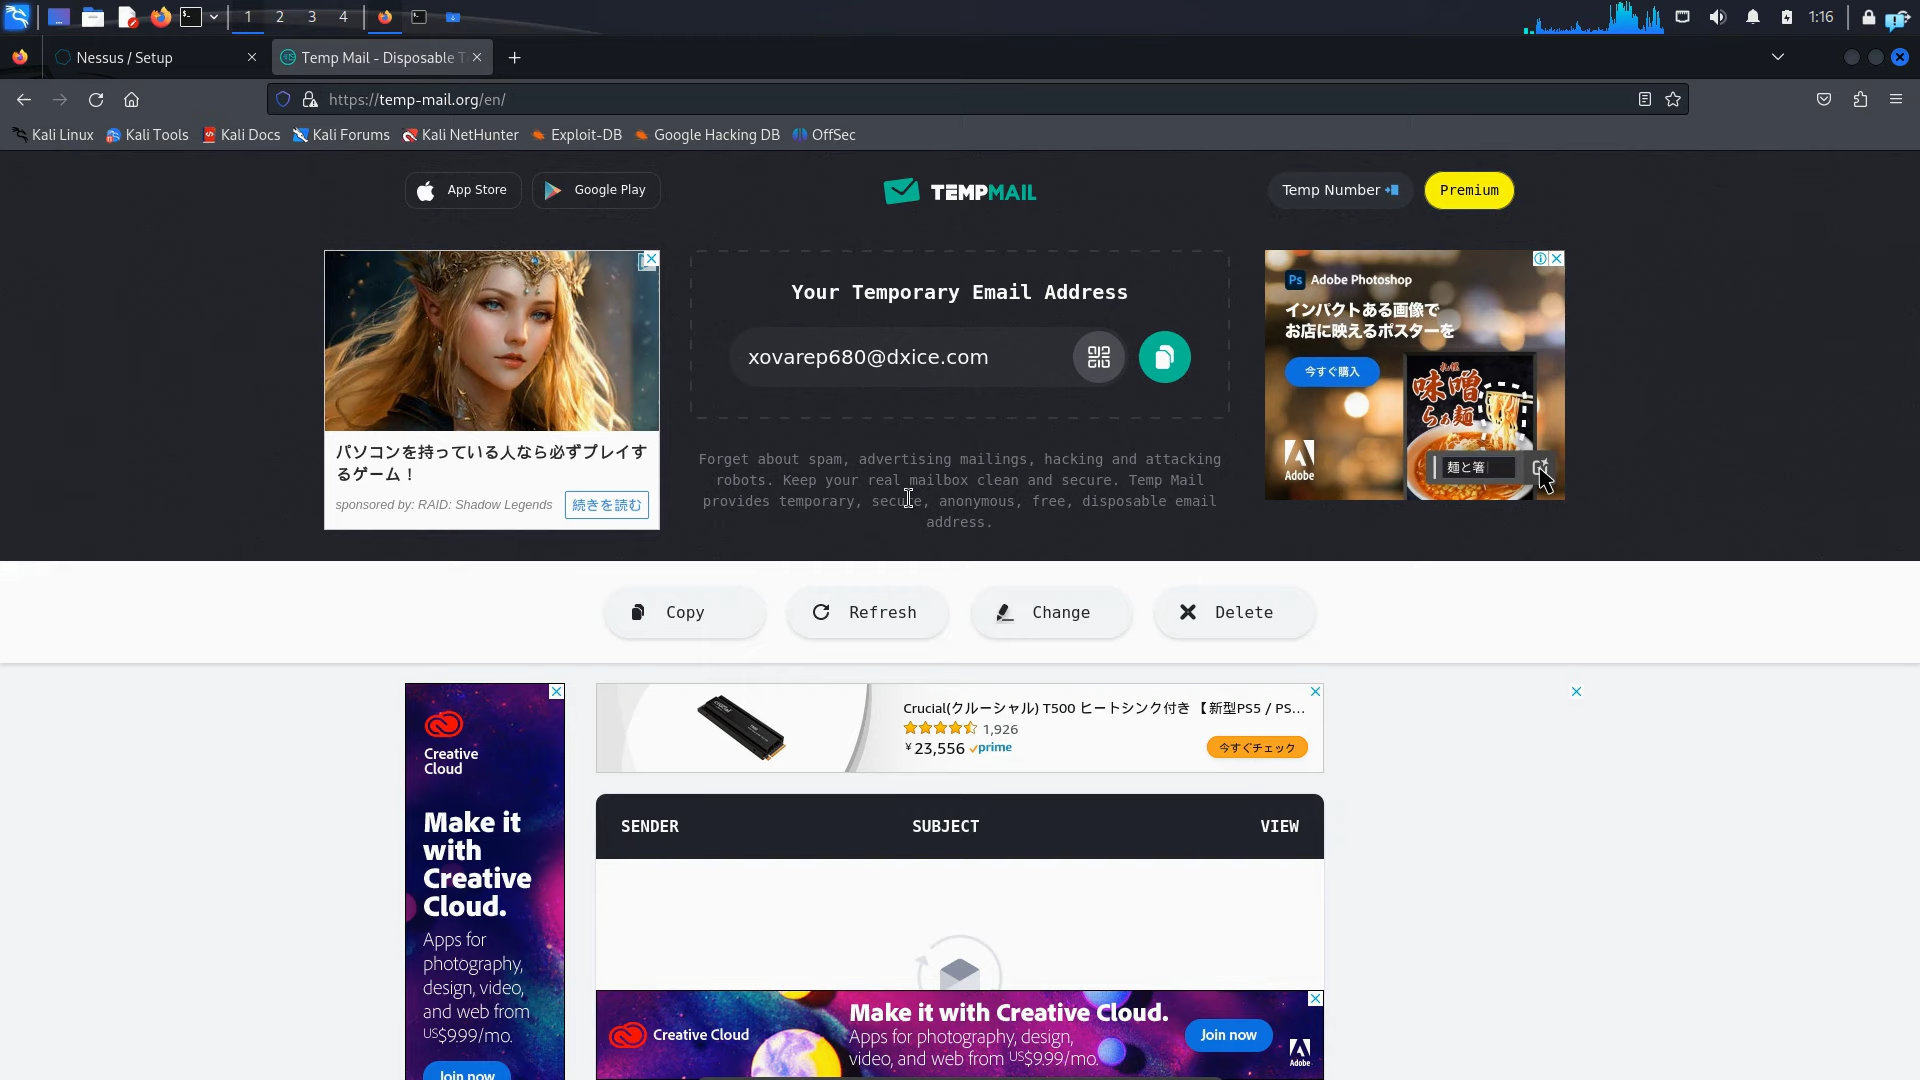 1 2 3 4 1:16
Nessus / Setup
Temp Mail - Disposable T
https://temp-mail.org/en/
Kali Linux Kali Tools Kali Docs Kali Forums Kali NetHunter Exploit-DB Google Hacking DB OffSec
App Store
Google Play
TEMPMAIL
Temp Number
Premium
パソコンを持っている人なら必ずプレイす
るゲーム！
sponsored by: RAID: Shadow Legends
続きを読む
Your Temporary Email Address
xovarep680@dxice.com
Forget about spam, advertising mailings, hacking and attacking
robots. Keep your real mailbox clean and secure. Temp Mail
provides temporary, secure, anonymous, free, disposable email
address.
Ps Adobe Photoshop
インパクトある画像で
お店に映えるポスターを
今すぐ購入
札幌
味噌
らぁ麺
麺と箸
Adobe
Copy
Refresh
Change
Delete
Creative
Cloud
Make it
with
Creative
Cloud.
Apps for
photography,
design, video,
and web from
US$9.99/mo.
Join now
Crucial(クルーシャル) T500 ヒートシンク付き 【新型PS5 / PS...
1,926
¥23,556 prime
今すぐチェック
SENDER SUBJECT VIEW
Creative Cloud
Make it with Creative Cloud.
Apps for photography, design,
video, and web from US$9.99/mo.
Join now
Adobe